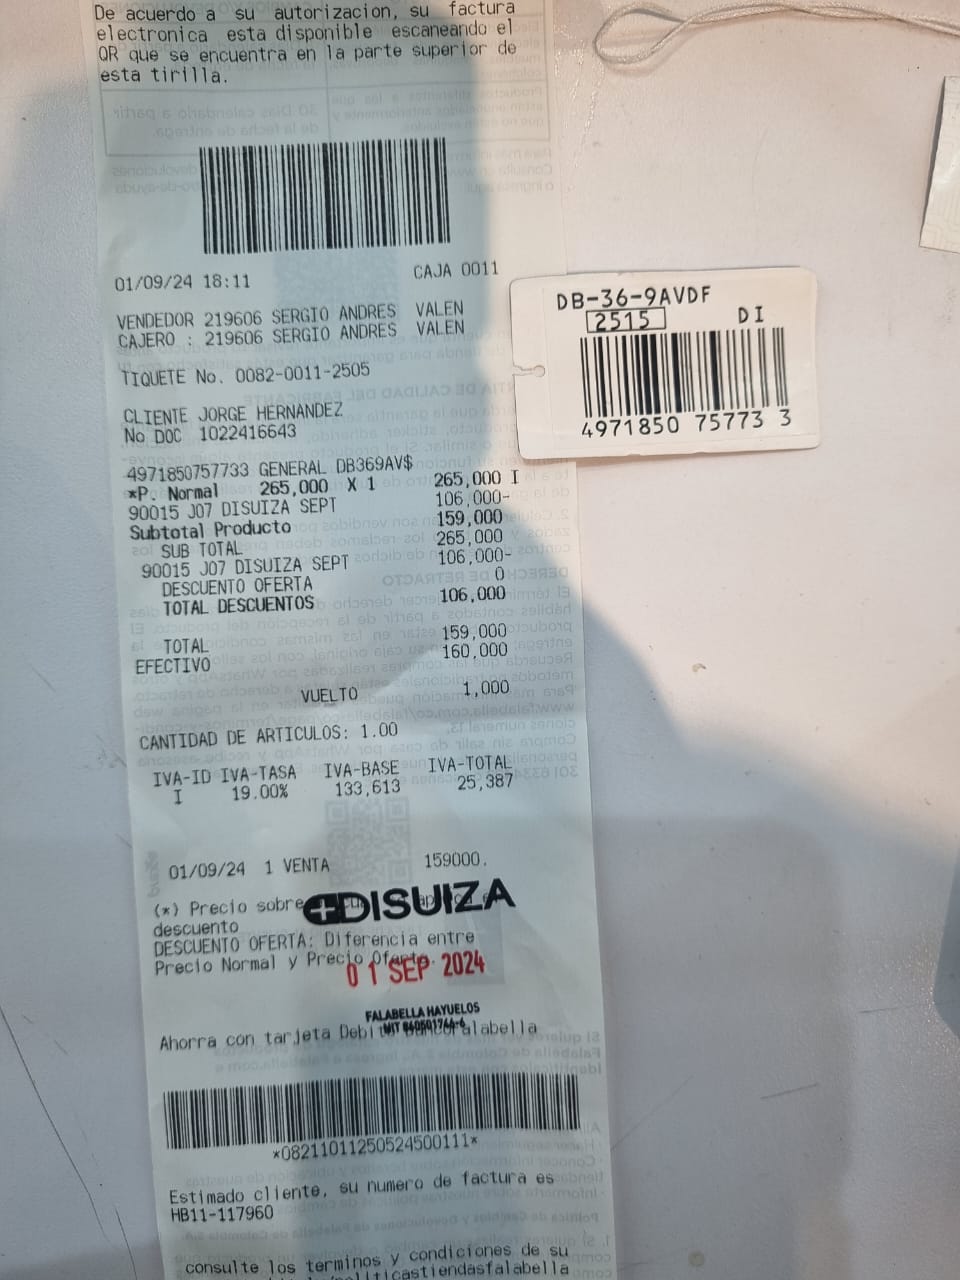 De acuerdo a su autorizacion, su factura
electronica esta disponible escaneando el
QR que se encuentra en la parte superior de
esta tirilla.
01/09/24 18:11 CAJA 0011
VENDEDOR 219606 SERGIO ANDRES VALEN
CAJERO : 219606 SERGIO ANDRES VALEN
TIQUETE No. 0082-0011-2505
CLIENTE JORGE HERNANDEZ
No DOC 1022416643
4971850757733 GENERAL DB369AV$
*P. Normal 265,000 X 1 265,000 I
90015 J07 DISUIZA SEPT 106,000-
Subtotal Producto 159,000
SUB TOTAL 265,000
90015 J07 DISUIZA SEPT 106,000-
DESCUENTO OFERTA 0
TOTAL DESCUENTOS 106,000
TOTAL 159,000
EFECTIVO 160,000
VUELTO 1,000
CANTIDAD DE ARTICULOS: 1.00
IVA-ID IVA-TASA IVA-BASE IVA-TOTAL
I 19.00% 133,613 25,387
01/09/24 1 VENTA 159000.
(*) Precio sobre
DISUIZA
descuento
DESCUENTO OFERTA: Diferencia entre
Precio Normal y Precio Oferta.
01 SEP 2024
FALABELLA HAYUELOS
Ahorra con tarjeta Debito Falabella
*08211011250524500111*
Estimado cliente, su numero de factura es
HB11-117960
consulte los terminos y condiciones de su
DB-36-9AVDF
2515 DI
4971850 75773 3